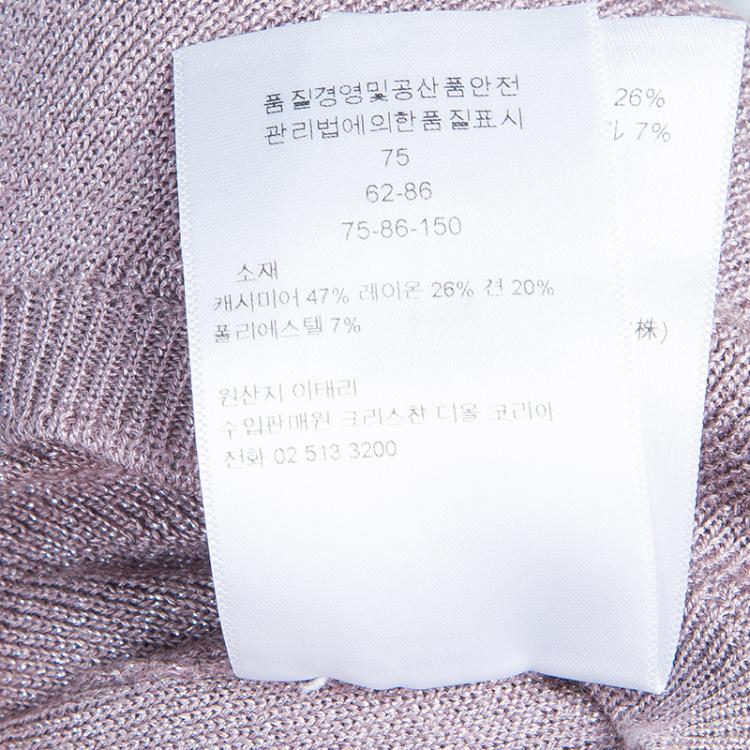 품질경영및공산품안전
관리법에의한품질표시
75
62-86
75-86-150
소재
캐시미어 47% 레이온 26% 견 20%
폴리에스텔 7%
원산지 이태리
수입판매원 크리스챤 디올 코리아
전화 02 513 3200
26%
ル 7%
(株)